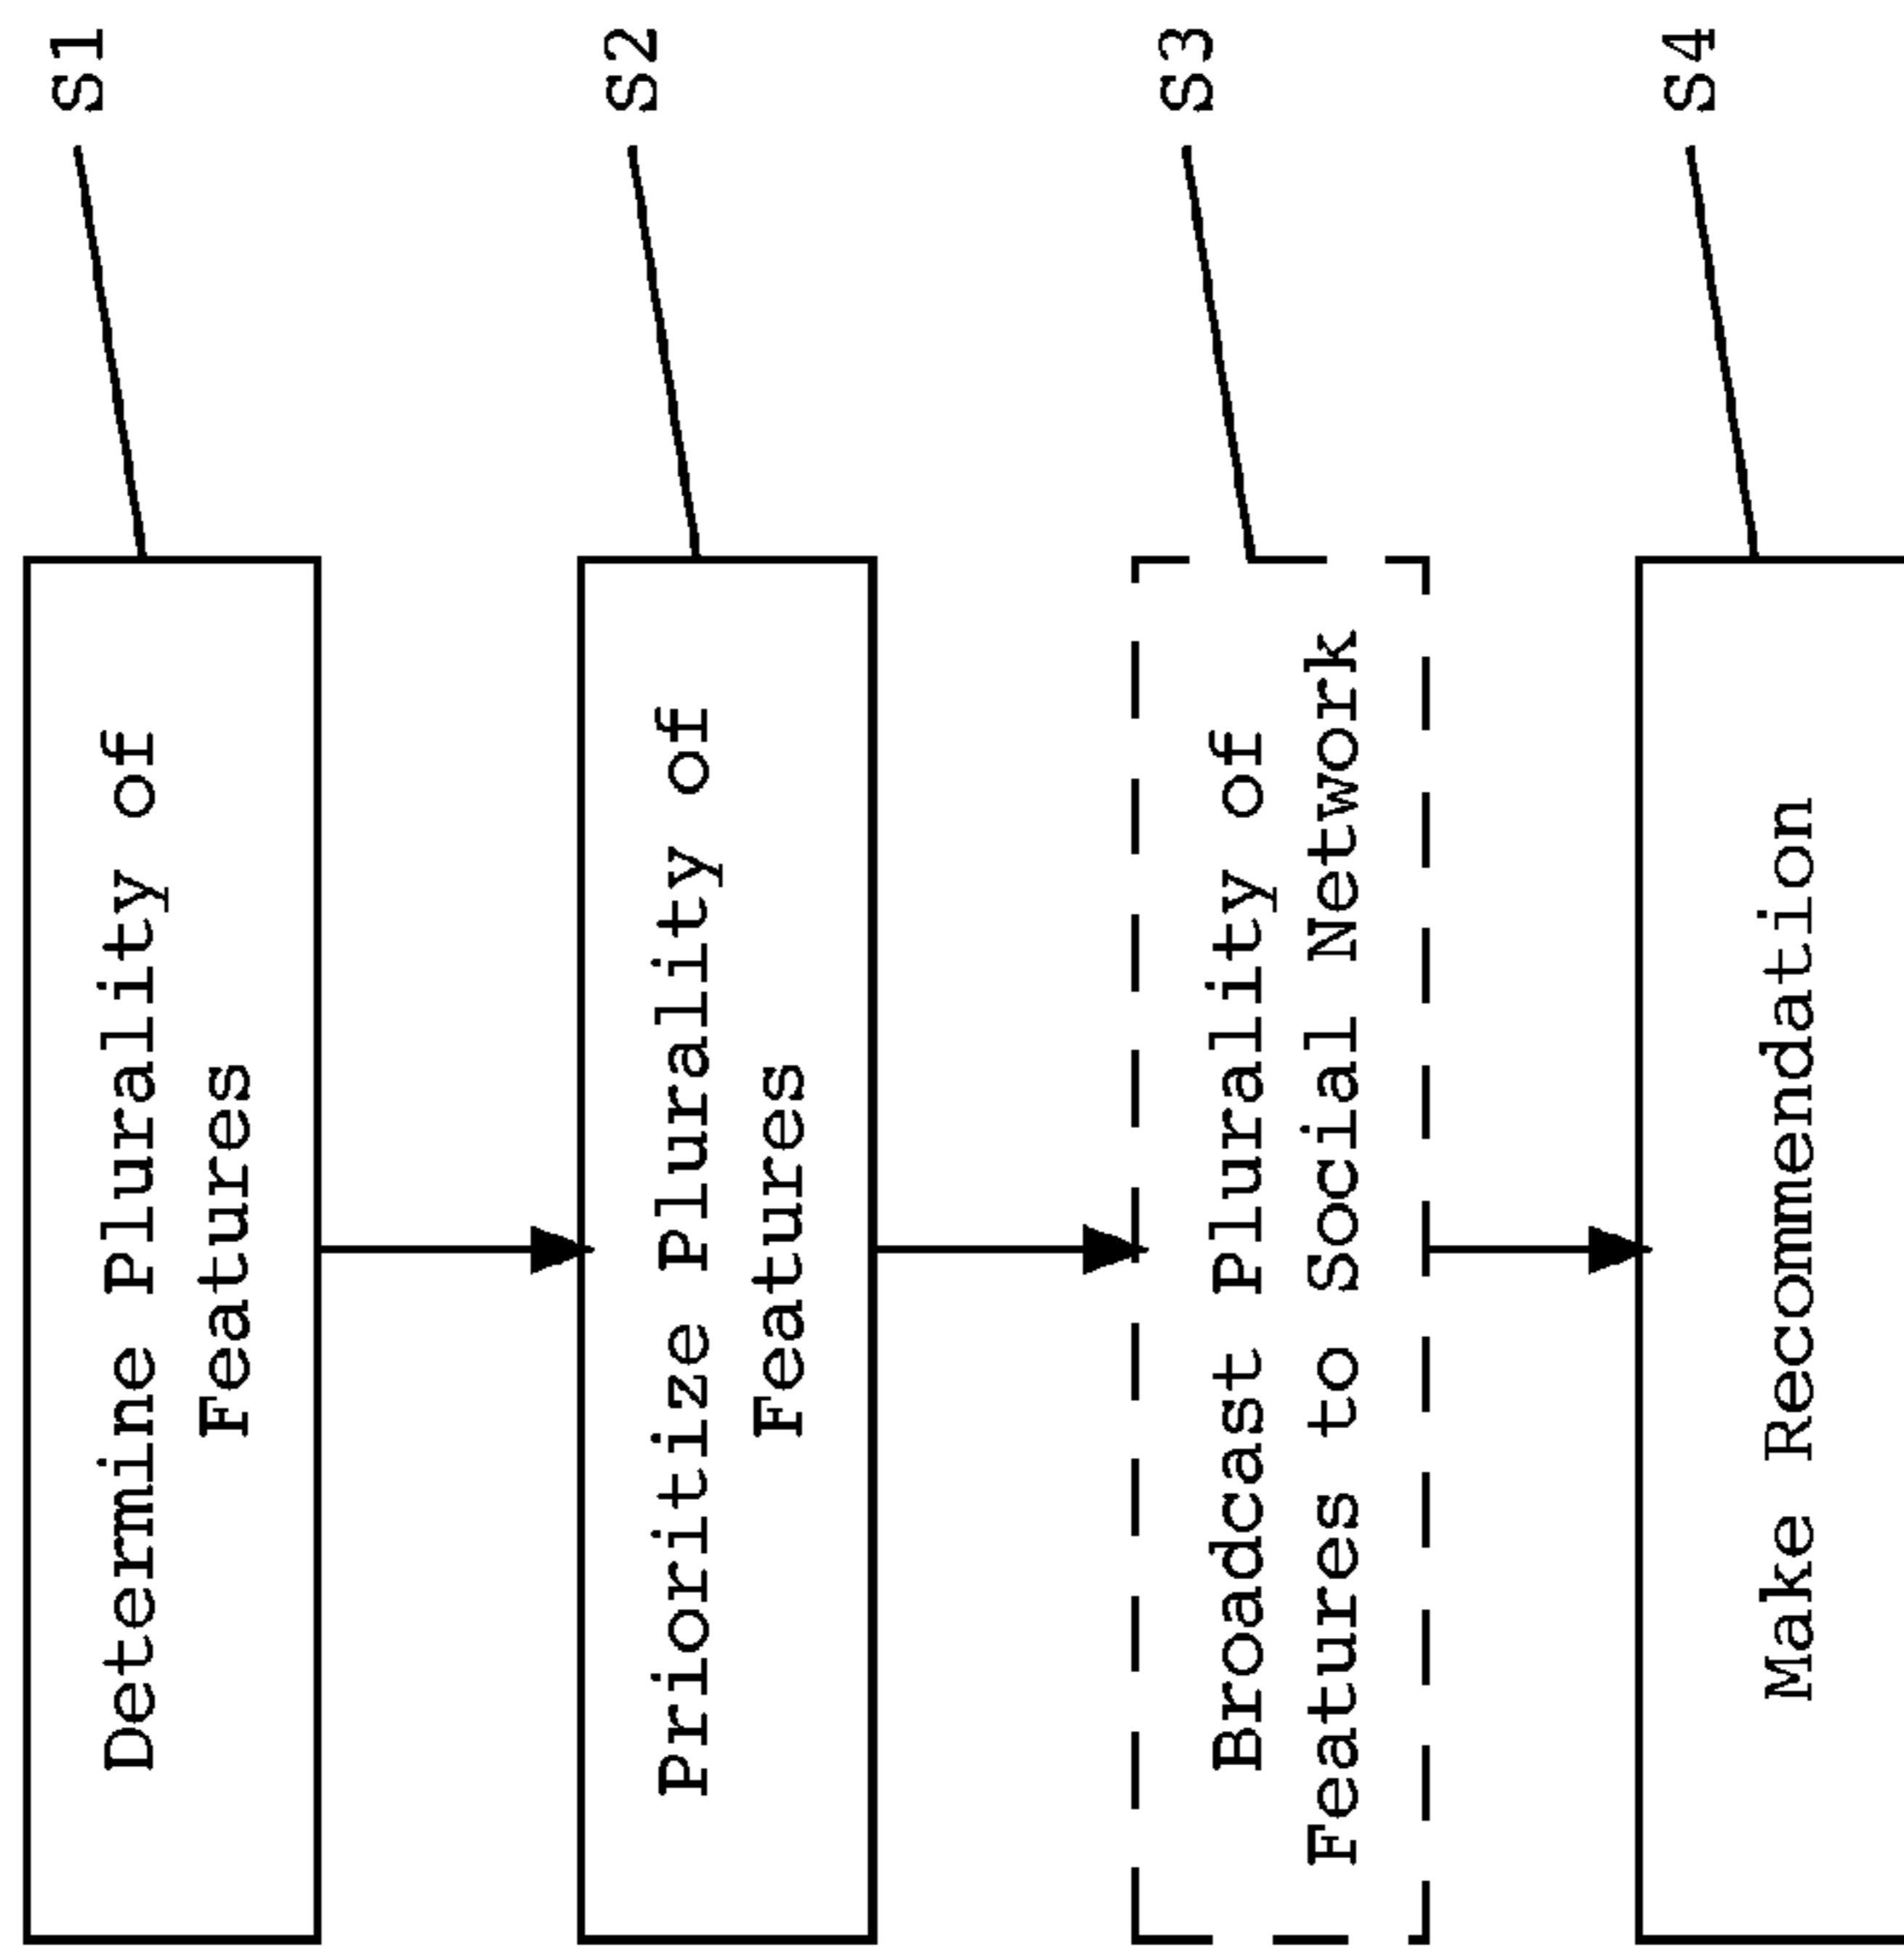 Determine Plurality of
Features
S1
Prioritize Plurality of
Features
S2
Broadcast Plurality of
Features to Social Network
S3
Make Recommendation
S4